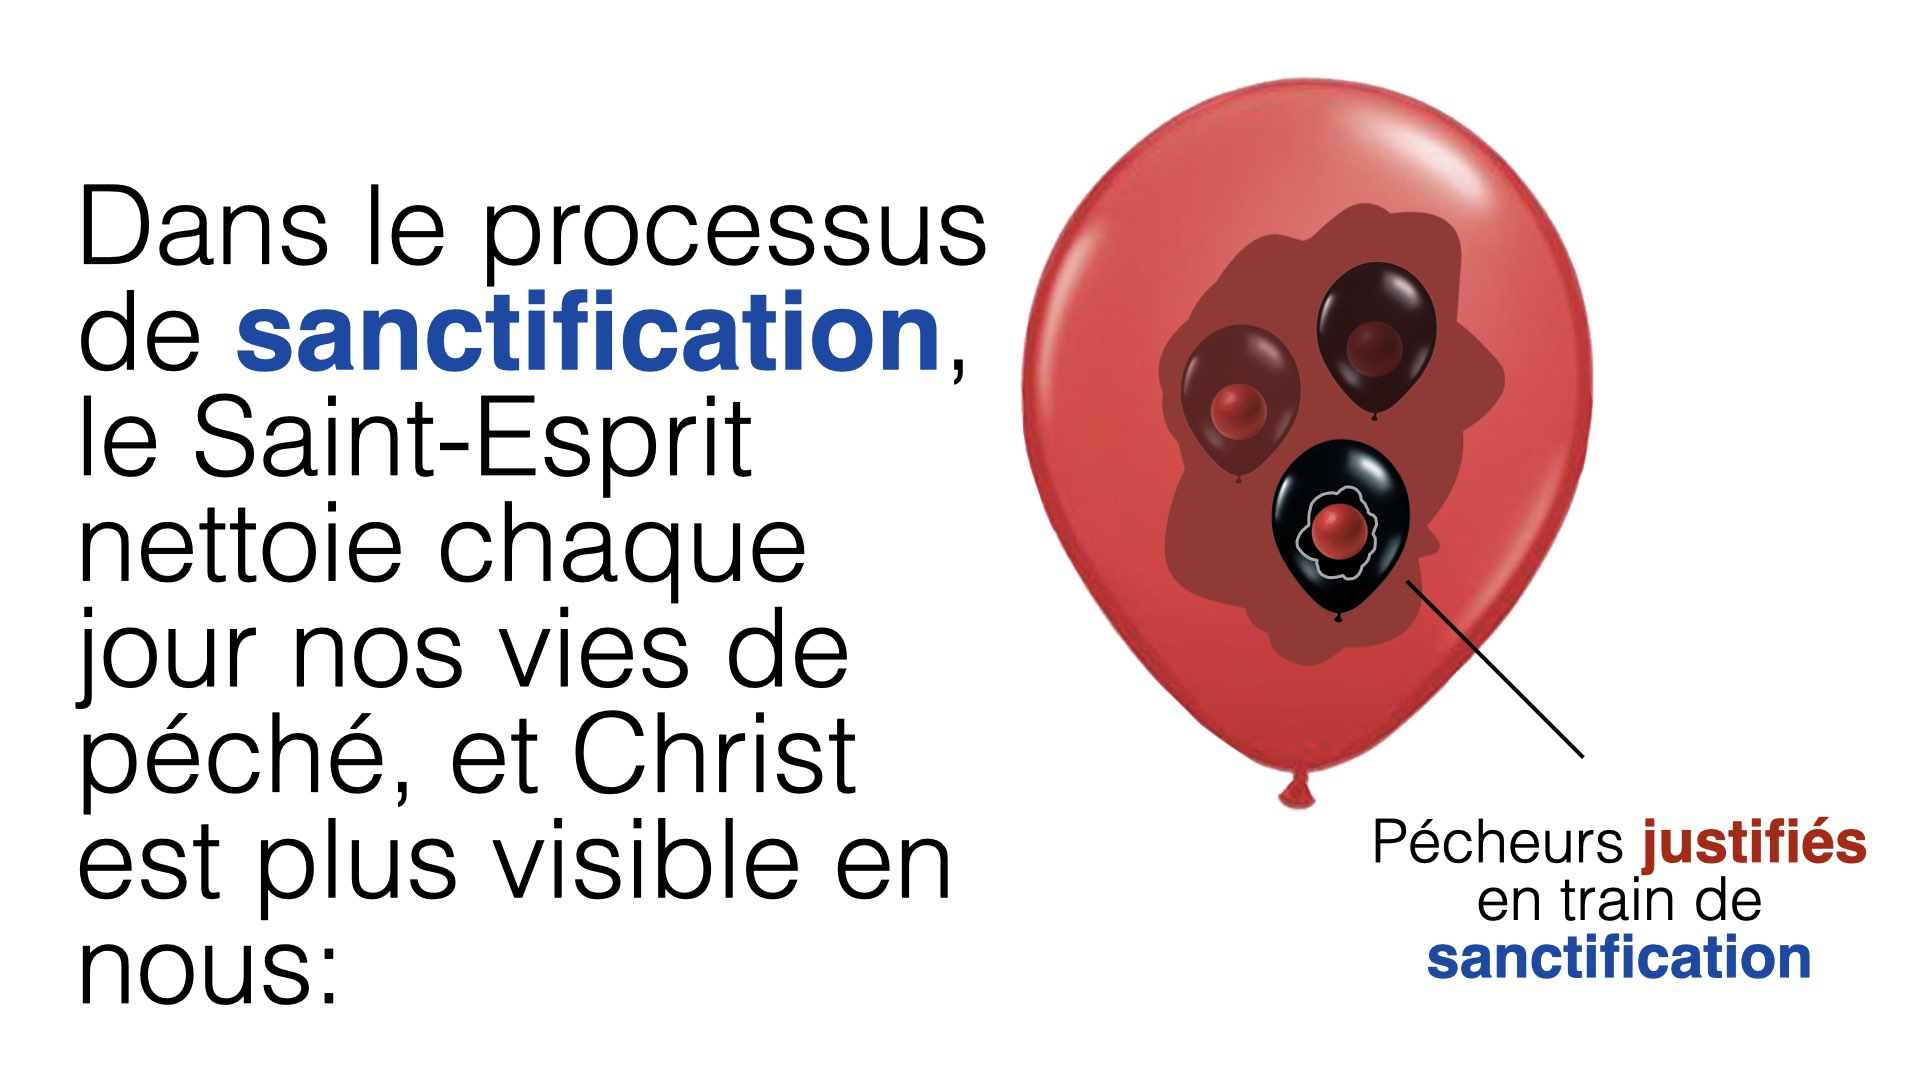 Dans le processus
de sanctification,
le Saint-Esprit
nettoie chaque
jour nos vies de
péché, et Christ
est plus visible en
nous:
Pécheurs justifiés
en train de
sanctification